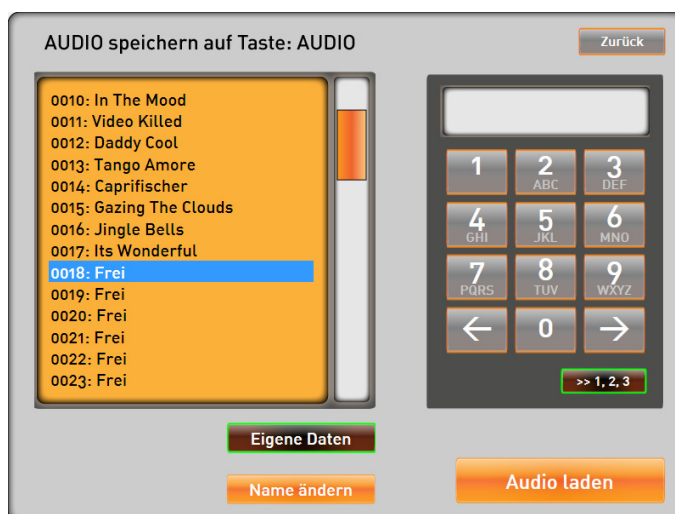 AUDIO speichern auf Taste: AUDIO
Zurück
0010: In The Mood
0011: Video Killed
0012: Daddy Cool
0013: Tango Amore
0014: Caprifischer
0015: Gazing The Clouds
0016: Jingle Bells
0017: Its Wonderful
0018: Frei
0019: Frei
0020: Frei
0021: Frei
0022: Frei
0023: Frei
1
2
ABC
3
DEF
4
GHI
5
JKL
6
MNO
7
PQRS
8
TUV
9
WXYZ
←
0
→
>> 1, 2, 3
Eigene Daten
Name ändern
Audio laden